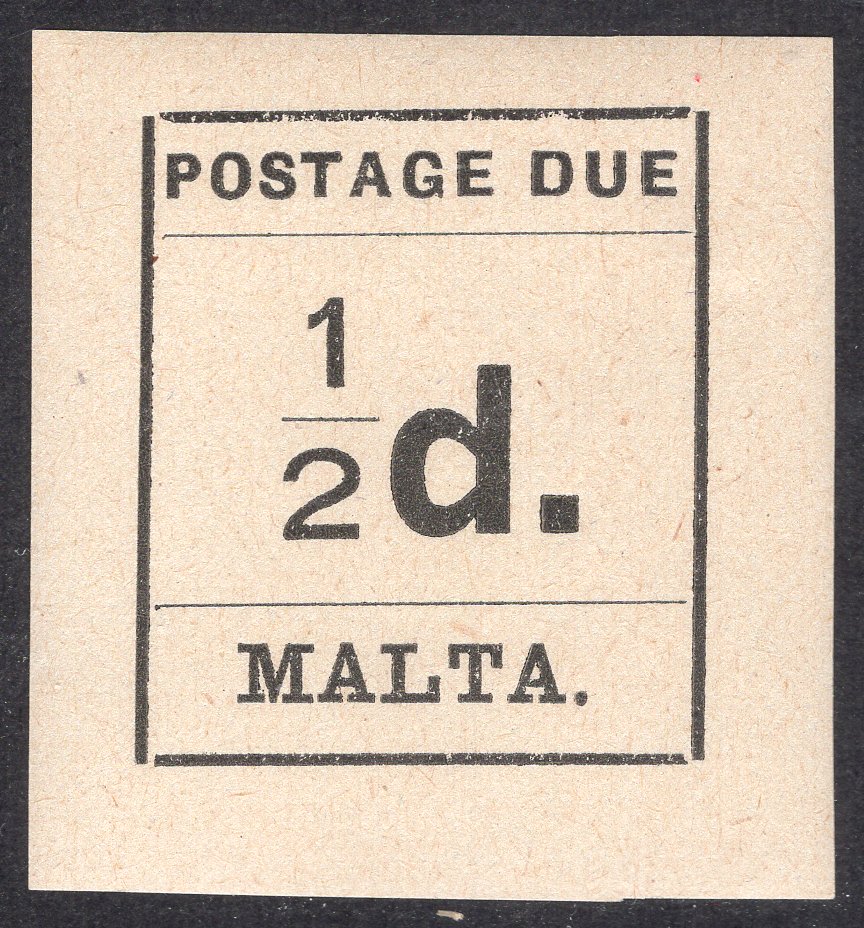 POSTAGE DUE
½d.
MALTA.